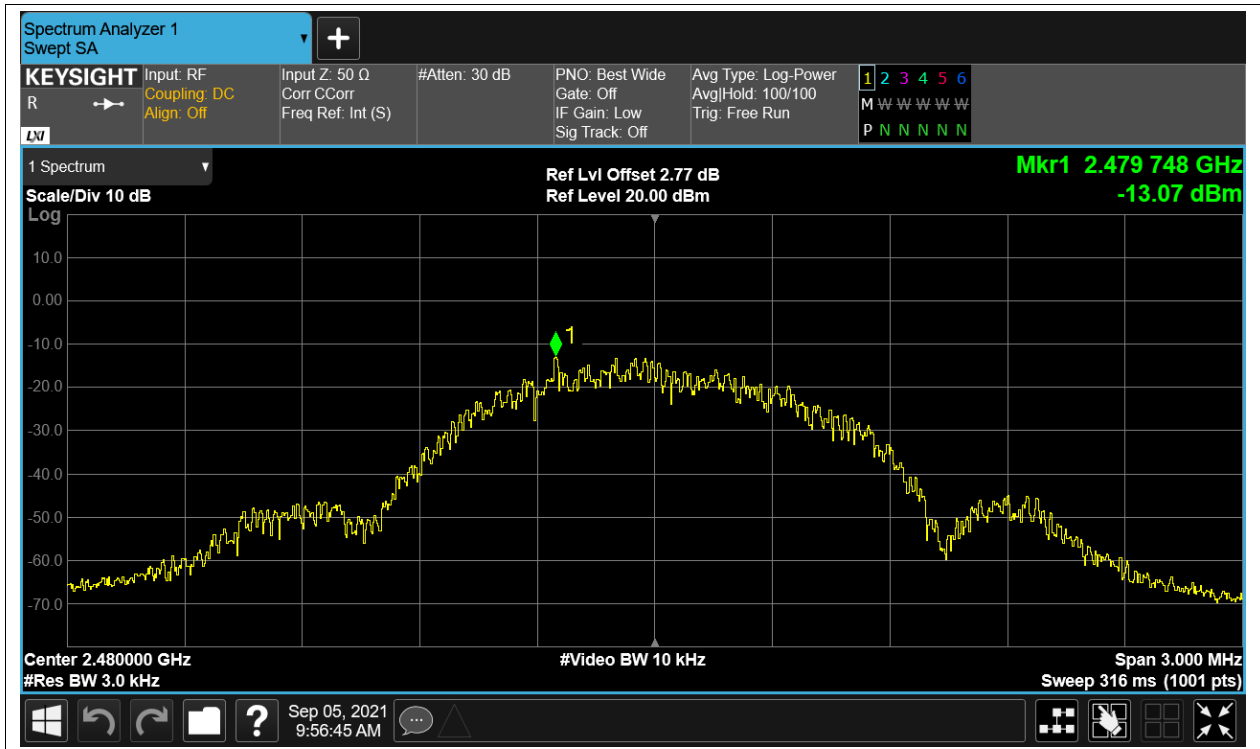 Spectrum Analyzer 1
Swept SA
KEYSIGHT
R
LXI
Input: RF
Coupling: DC
Align: Off
Input Z: 50 Ω
Corr CCorr
Freq Ref: Int (S)
#Atten: 30 dB
PNO: Best Wide
Gate: Off
IF Gain: Low
Sig Track: Off
Avg Type: Log-Power
Avg|Hold: 100/100
Trig: Free Run
1 2 3 4 5 6
M W W W W W
P N N N N N
1 Spectrum
Scale/Div 10 dB
Ref Lvl Offset 2.77 dB
Ref Level 20.00 dBm
Mkr1 2.479 748 GHz
-13.07 dBm
Log
10.0
0.00
-10.0
-20.0
-30.0
-40.0
-50.0
-60.0
-70.0
1
Center 2.480000 GHz
#Res BW 3.0 kHz
#Video BW 10 kHz
Span 3.000 MHz
Sweep 316 ms (1001 pts)
?
Sep 05, 2021
9:56:45 AM